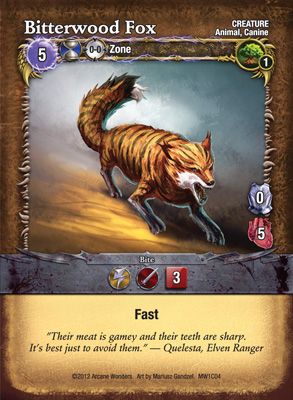 Bitterwood Fox
CREATURE
Animal, Canine
5
0-0 Zone
1
0
5
Bite
3
Fast
"Their meat is gamey and their teeth are sharp.
It's best just to avoid them." — Quelesta, Elven Ranger
©2012 Arcane Wonders. Art by Mariusz Gandzel. MW1C04